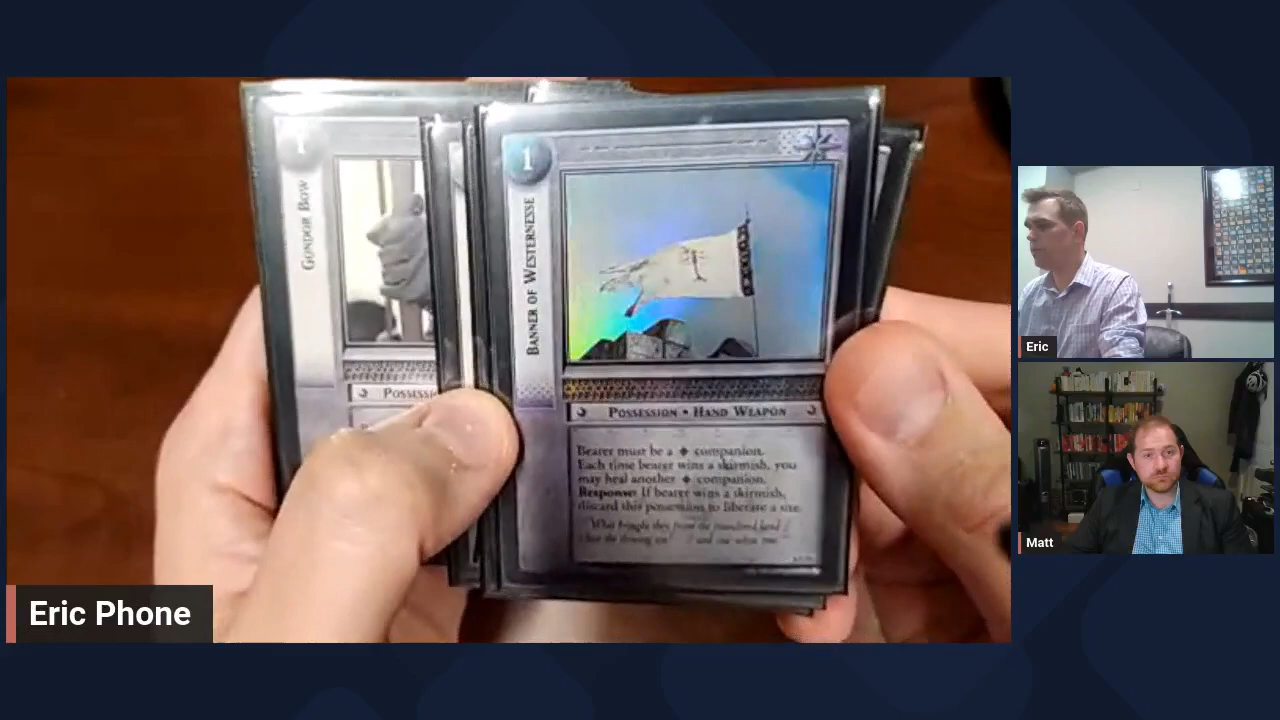 1
GONDOR BOW
POSSESSI
1
BANNER OF WESTERNESSE
POSSESSION • HAND WEAPON
Bearer must be a companion.
Each time bearer wins a skirmish, you
may heal another companion.
Response: If bearer wins a skirmish,
discard this possession to liberate a site.
Eric Phone
Eric
Matt